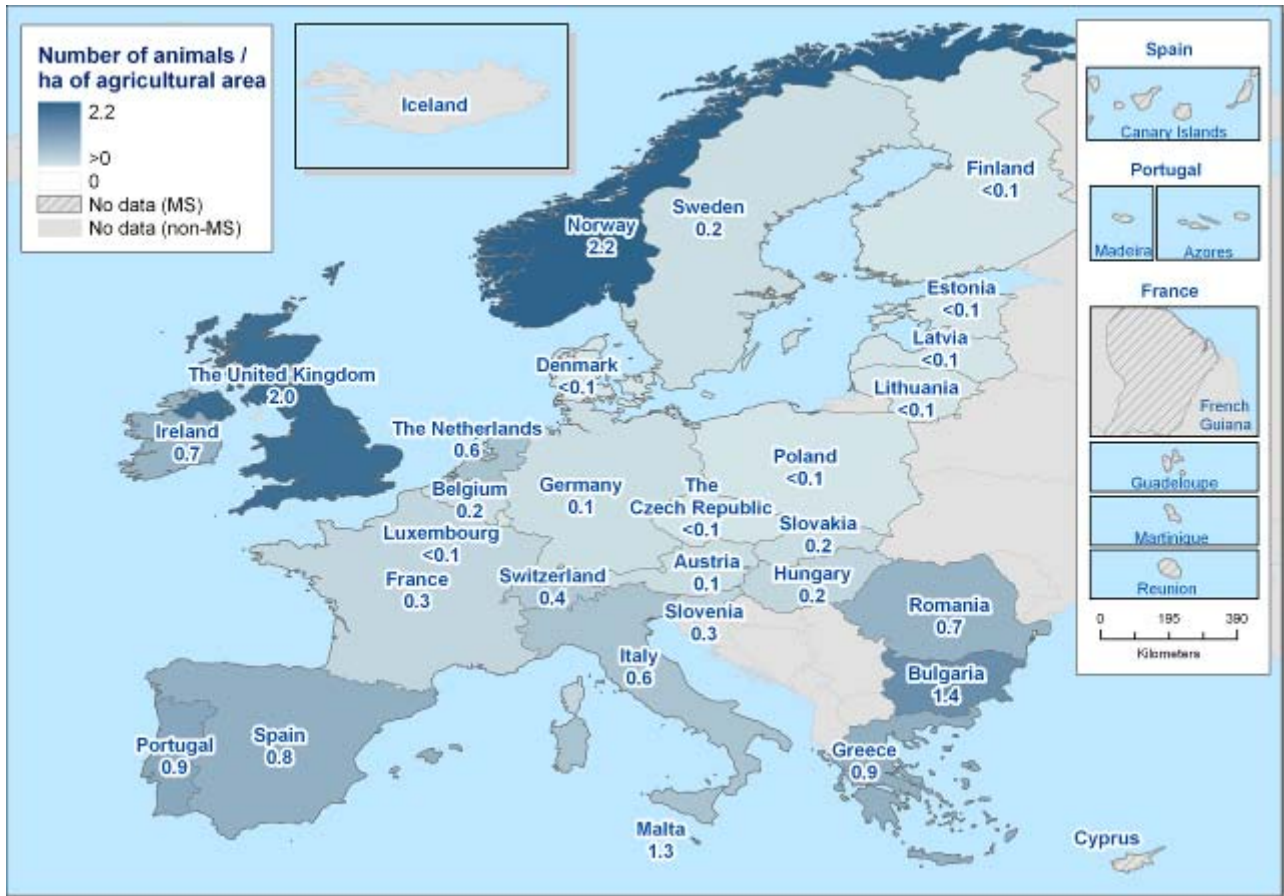 Number of animals /
ha of agricultural area
2.2
>0
0
No data (MS)
No data (non-MS)
Iceland
Finland
<0.1
Sweden
0.2
Norway
2.2
Estonia
<0.1
Latvia
<0.1
Lithuania
<0.1
Denmark
<0.1
The United Kingdom
2.0
Ireland
0.7
The Netherlands
0.6
Belgium
0.2
Germany
0.1
Poland
<0.1
The
Czech Republic
<0.1
Slovakia
0.2
Luxembourg
<0.1
France
0.3
Switzerland
0.4
Austria
0.1
Hungary
0.2
Slovenia
0.3
Romania
0.7
Italy
0.6
Bulgaria
1.4
Portugal
0.9
Spain
0.8
Greece
0.9
Malta
1.3
Cyprus
Spain
Canary Islands
Portugal
Madeira
Azores
France
French
Guiana
Guadeloupe
Martinique
Reunion
0 195 390
Kilometers